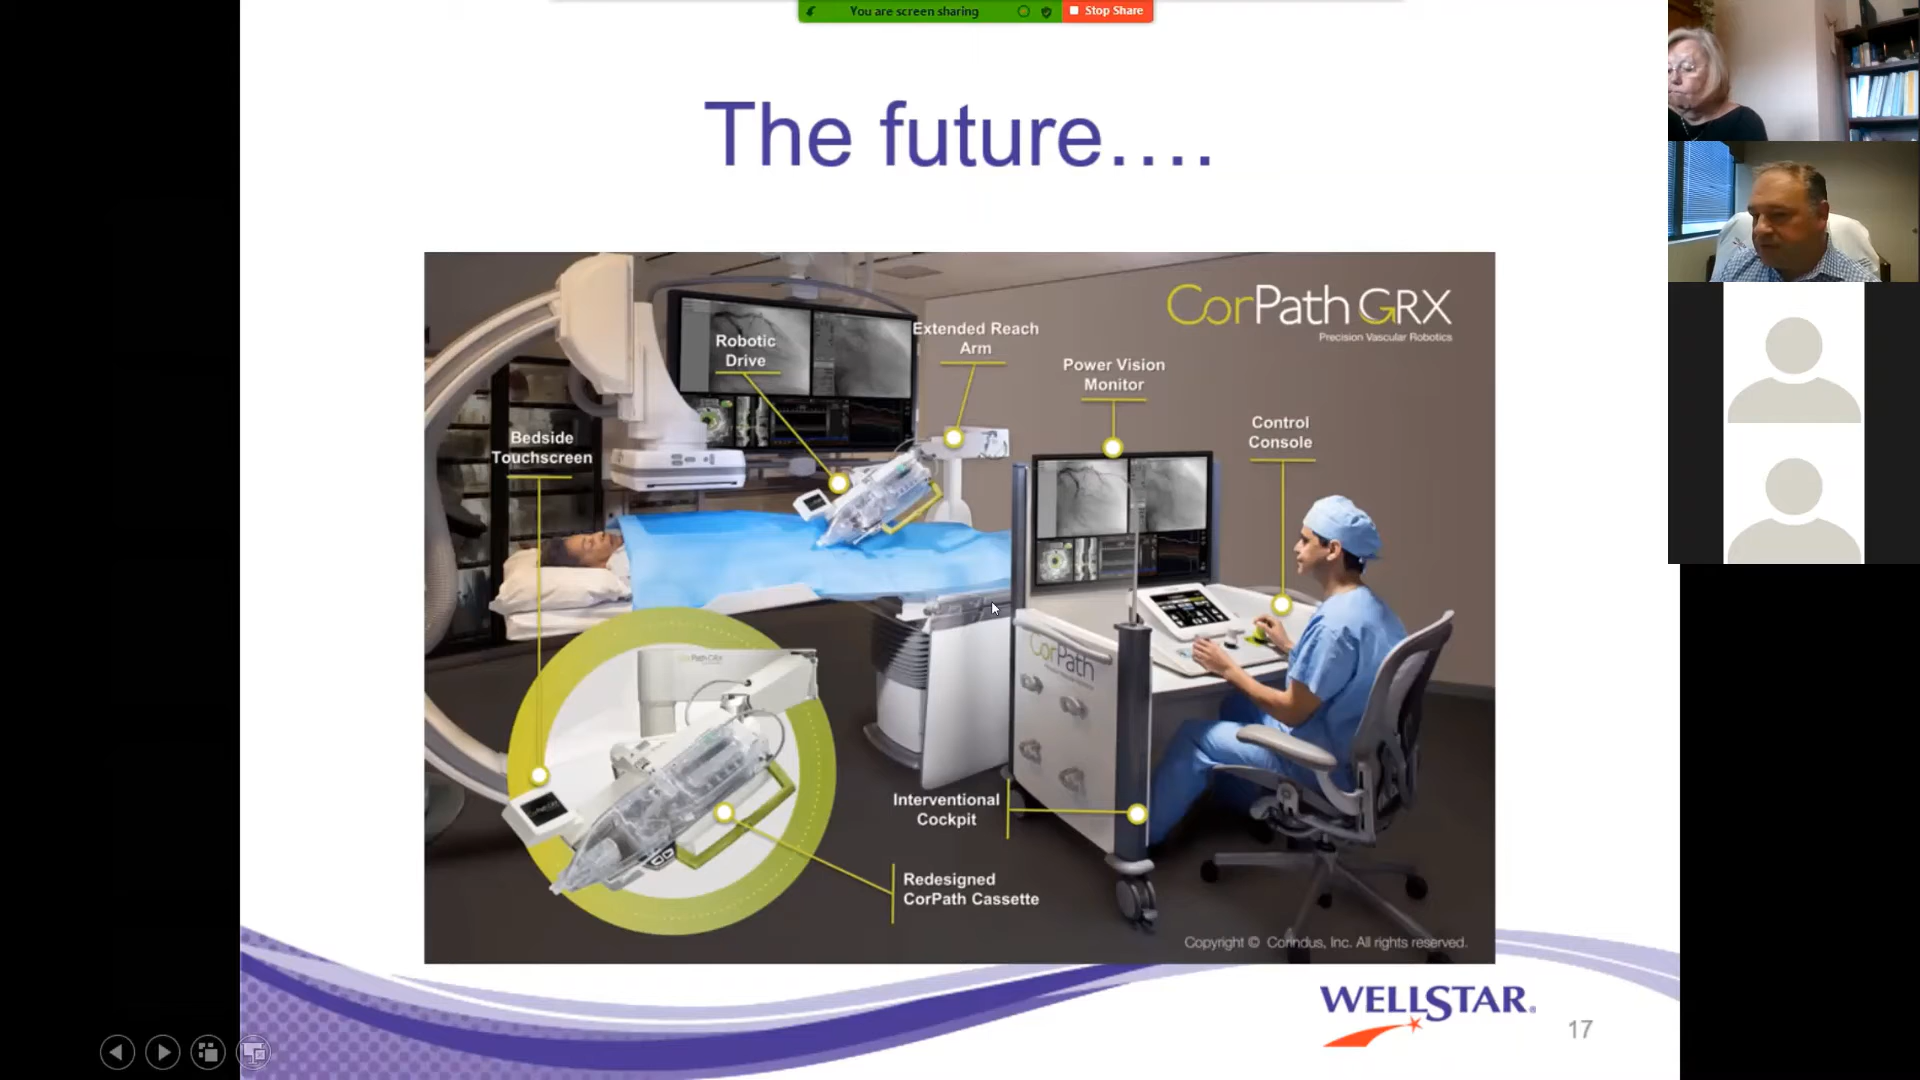 You are screen sharing
Stop Share
The future....
CorPath GRX
Precision Vascular Robotics
Robotic
Drive
Extended Reach
Arm
Power Vision
Monitor
Control
Console
Bedside
Touchscreen
CorPath
Interventional
Cockpit
Redesigned
CorPath Cassette
Copyright © Corindus, Inc. All rights reserved.
WELLSTAR.
17